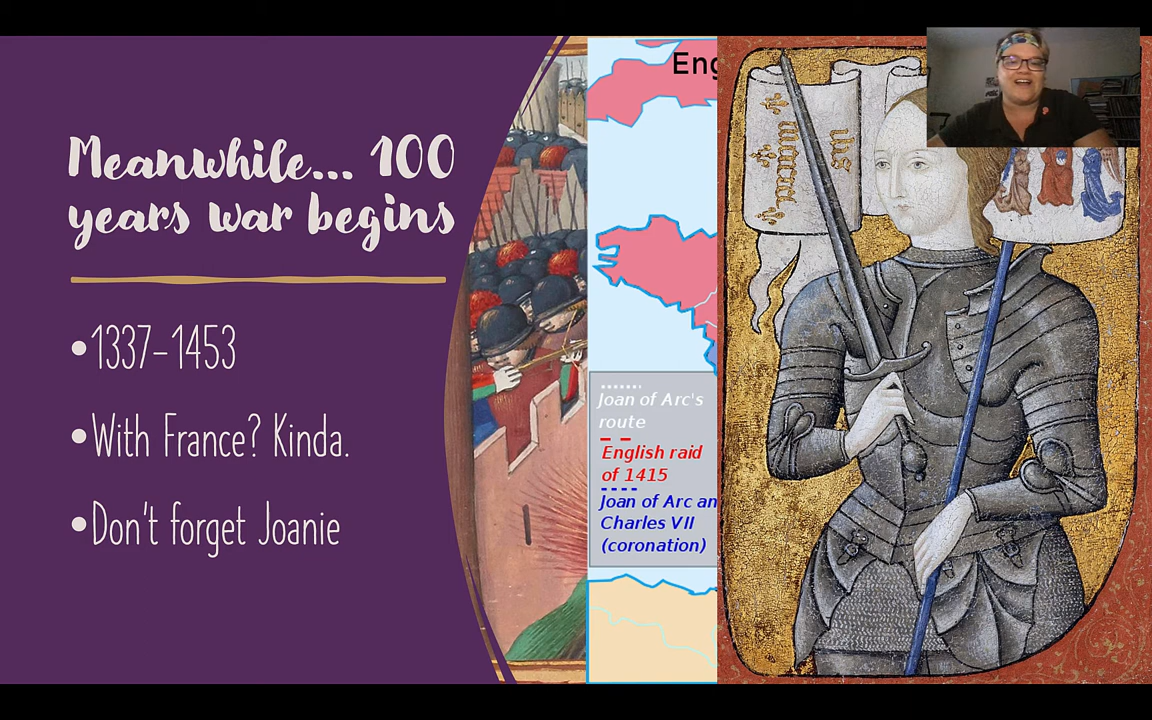 Meanwhile... 100
years war begins
•1337-1453
•With France? Kinda.
•Don't forget Joanie
Eng
Joan of Arc's
route
English raid
of 1415
Joan of Arc an
Charles VII
(coronation)